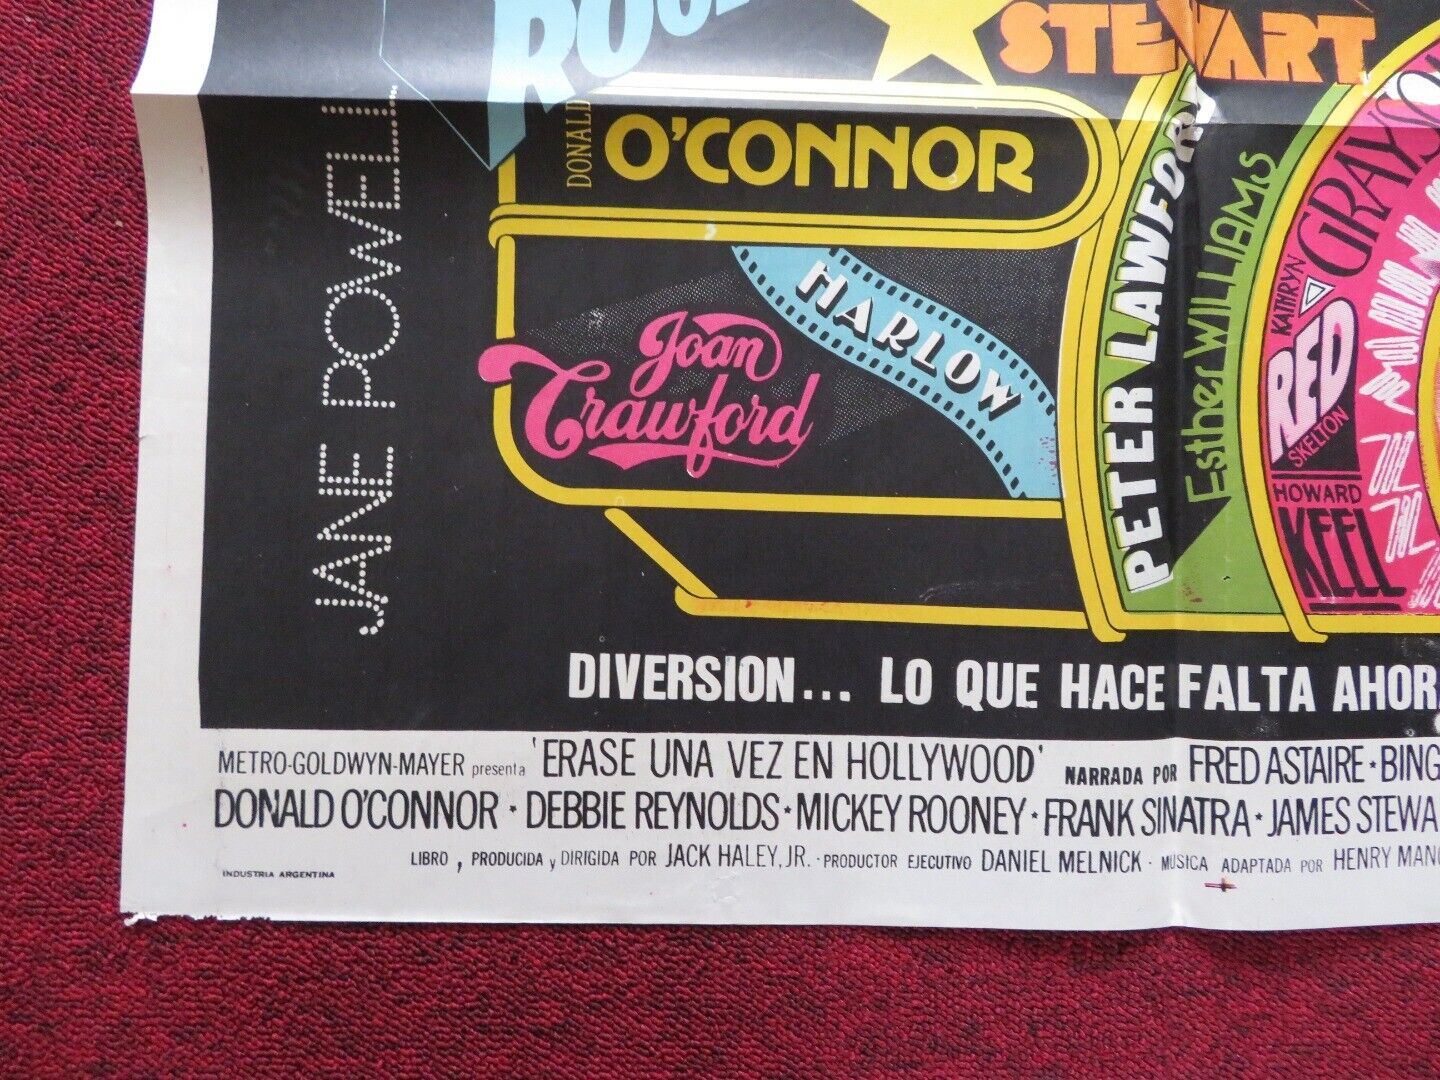 STEWART
DONALD
O'CONNOR
JANE POWELL
HARLOW
Joan
Crawford
PETER LAWFORD
Esther WILLIAMS
KATHRYN
GRAYSON
RED
SKELTON
HOWARD
KEEL
DIVERSION... LO QUE HACE FALTA AHOR
METRO-GOLDWYN-MAYER presenta 'ERASE UNA VEZ EN HOLLYWOOD' NARRADA POR FRED ASTAIRE • BING
DONALD O'CONNOR • DEBBIE REYNOLDS • MICKEY ROONEY • FRANK SINATRA • JAMES STEWA
LIBRO, PRODUCIDA y DIRIGIDA POR JACK HALEY, JR. • PRODUCTOR EJECUTIVO DANIEL MELNICK • MUSICA ADAPTADA POR HENRY MANC
INDUSTRIA ARGENTINA